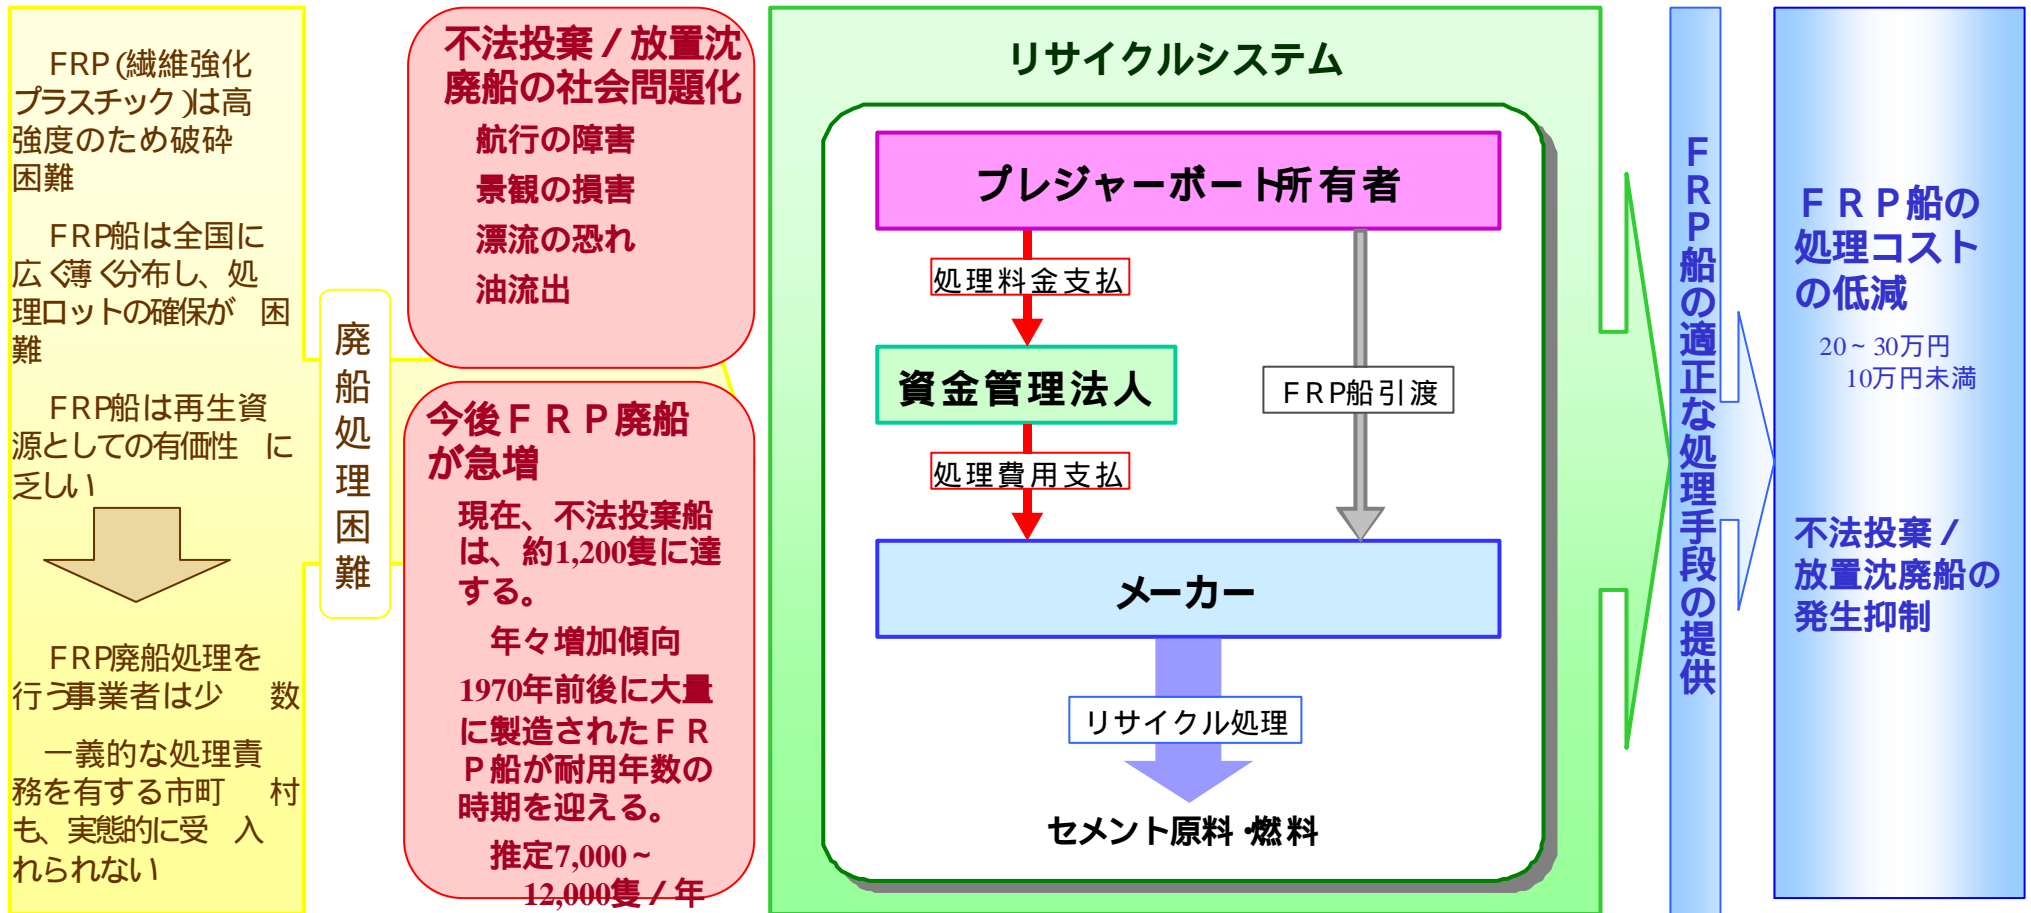 FRP(繊維強化
プラスチック)は高
強度のため破砕
困難
FRP船は全国に
広く薄く分布し、処
理ロットの確保が 困
難
FRP船は再生資
源としての有価性 に
乏しい
FRP廃船処理を
行う事業者は少 数
一義的な処理責
務を有する市町 村
も、実態的に受 入
れられない
廃船処理困難
不法投棄/放置沈
廃船の社会問題化
航行の障害
景観の損害
漂流の恐れ
油流出
今後FRP廃船
が急増
現在、不法投棄船
は、約1,200隻に達
する。
年々増加傾向
1970年前後に大量
に製造されたFR
P船が耐用年数の
時期を迎える。
推定7,000~
12,000隻/年
リサイクルシステム
プレジャーボート所有者
処理料金支払
資金管理法人
FRP船引渡
処理費用支払
メーカー
リサイクル処理
セメント原料・燃料
FRP船の適正な処理手段の提供
FRP船の
処理コスト
の低減
20~30万円
10万円未満
不法投棄/
放置沈廃船の
発生抑制